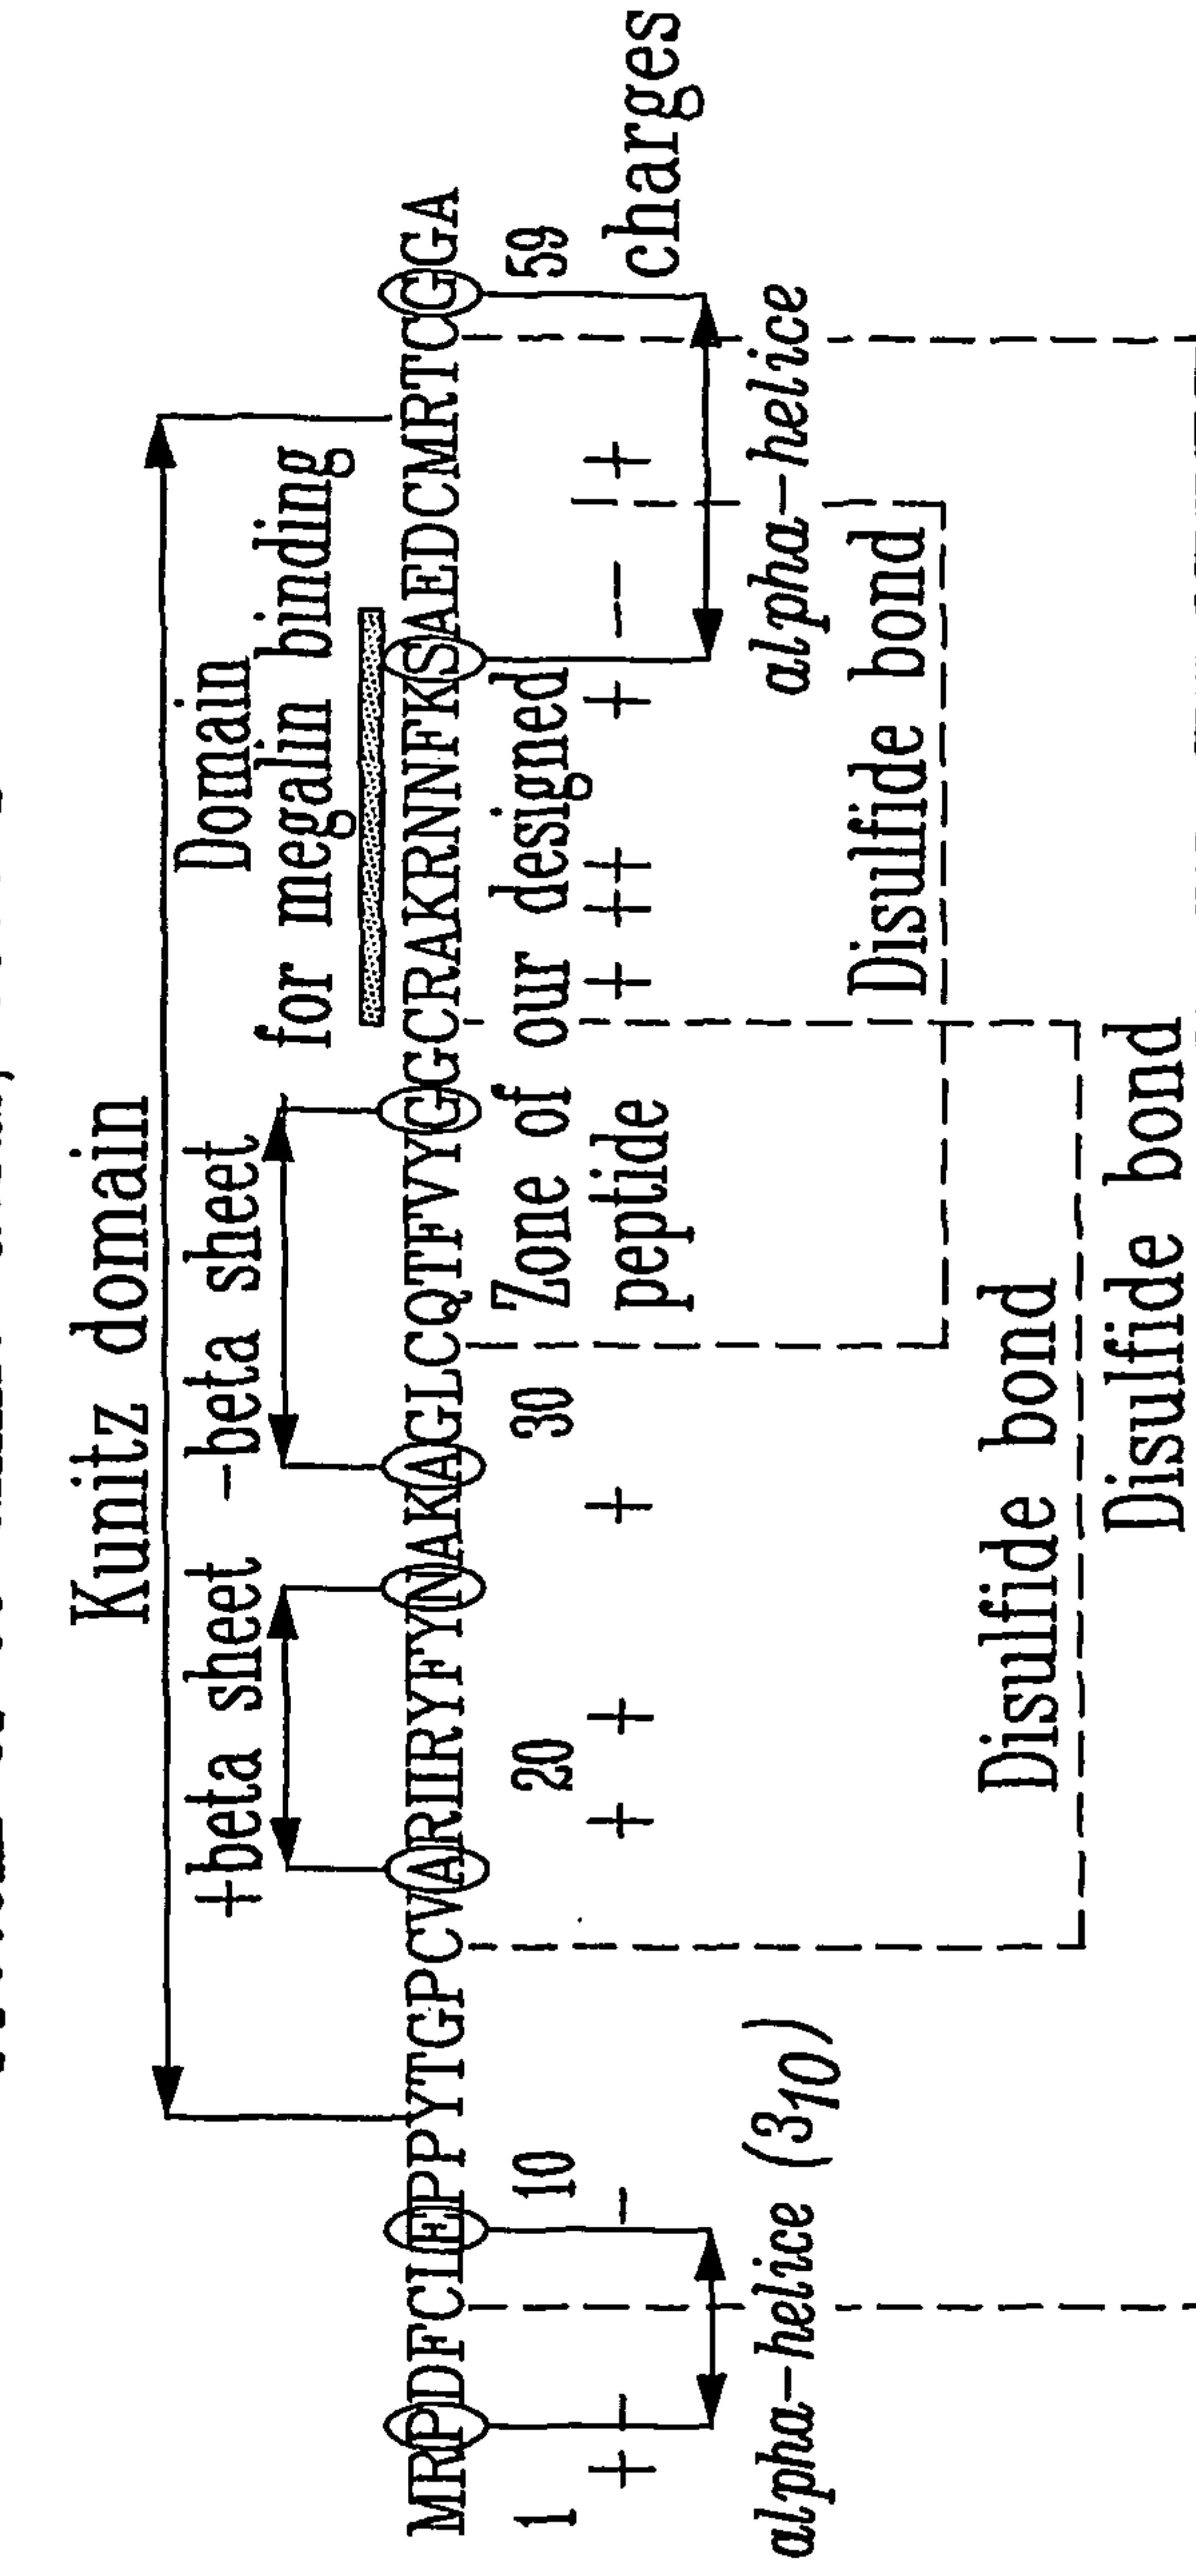 Kunitz domain
Domain
+beta sheet -beta sheet for megalin binding
MRPDFCLEPPYTGPCVARIIRYFYNAKAGLCQTFVYGGCRAKRNNFKSAEDCMRTCGGA
1 10 20 30 Zone of our designed 59
+ - - + + + peptide + + + + -- + charges
alpha-helice (310) alpha-helice
Disulfide bond
Disulfide bond
Disulfide bond